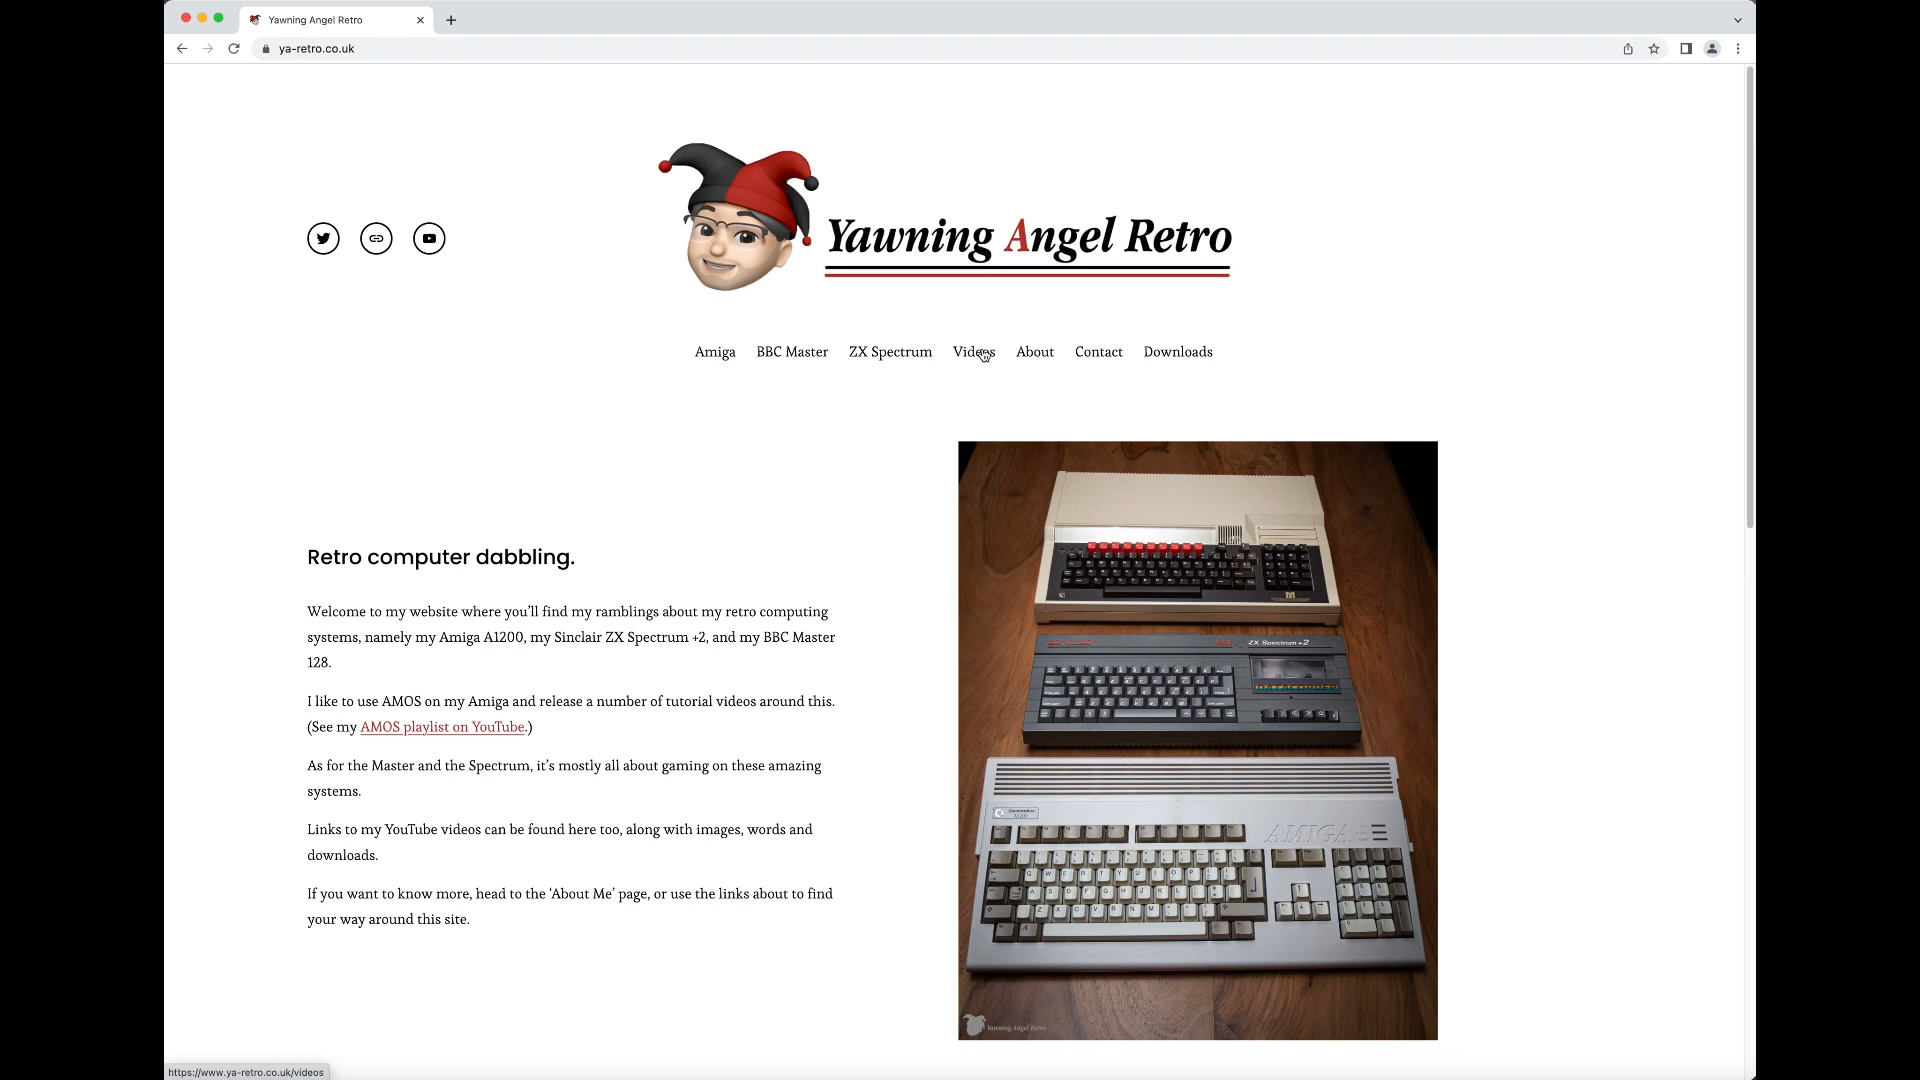 Yawning Angel Retro
ya-retro.co.uk
Yawning Angel Retro
Amiga BBC Master ZX Spectrum Videos About Contact Downloads
Retro computer dabbling.
Welcome to my website where you’ll find my ramblings about my retro computing
systems, namely my Amiga A1200, my Sinclair ZX Spectrum +2, and my BBC Master
128.
I like to use AMOS on my Amiga and release a number of tutorial videos around this.
(See my AMOS playlist on YouTube.)
As for the Master and the Spectrum, it’s mostly all about gaming on these amazing
systems.
Links to my YouTube videos can be found here too, along with images, words and
downloads.
If you want to know more, head to the ‘About Me’ page, or use the links about to find
your way around this site.
ZX Spectrum +2
DATACORDER
Commodore
AMIGA
Q W E R T Y U I O P
A S D F G H J K L
Z X C V B N M
Yawning Angel Retro
https://www.ya-retro.co.uk/videos